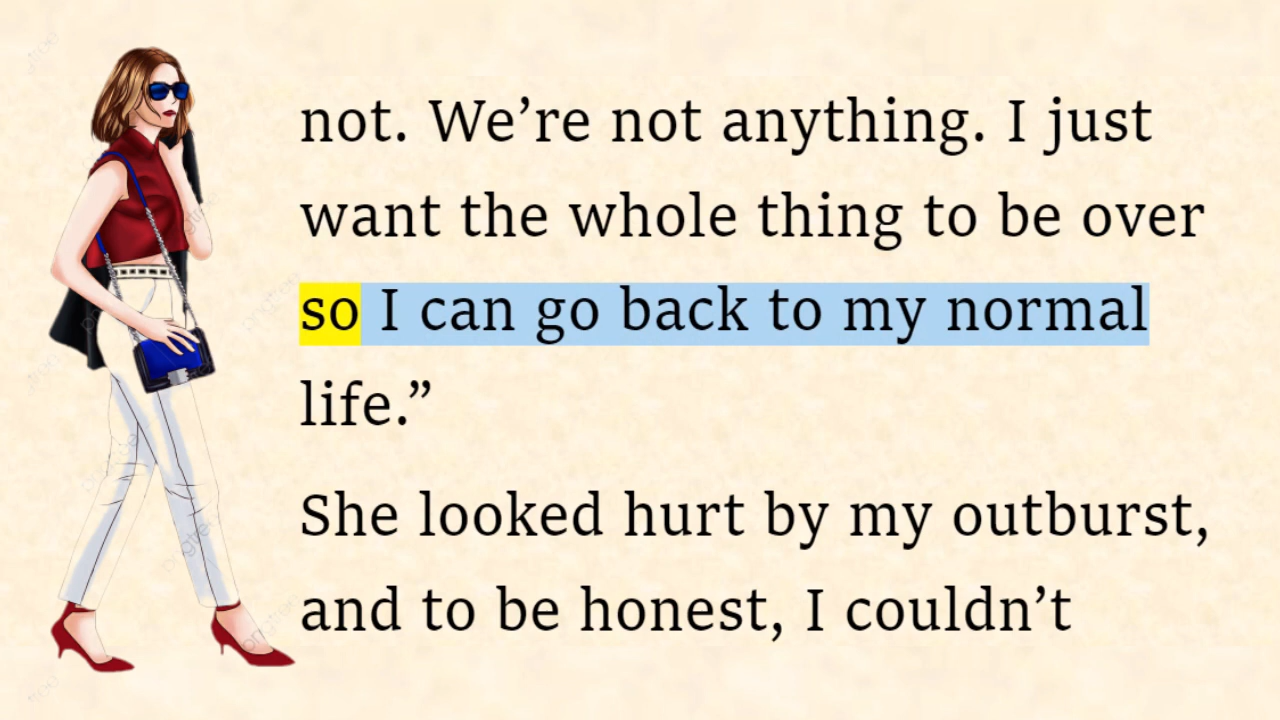 not. We’re not anything. I just
want the whole thing to be over
so I can go back to my normal
life.”
She looked hurt by my outburst,
and to be honest, I couldn’t